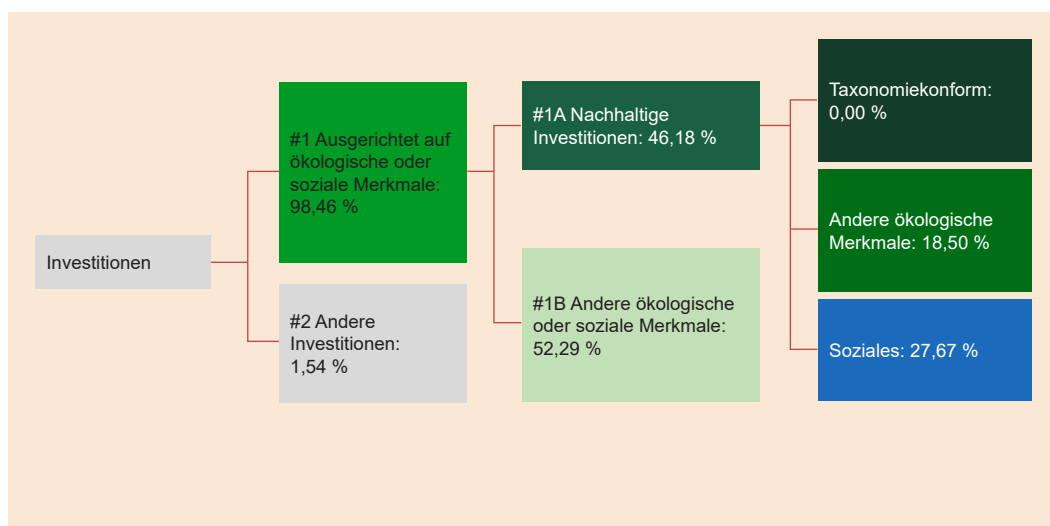 Investitionen
#1 Ausgerichtet auf
ökologische oder
soziale Merkmale:
98,46 %
#2 Andere
Investitionen:
1,54 %
#1A Nachhaltige
Investitionen: 46,18 %
#1B Andere ökologische
oder soziale Merkmale:
52,29 %
Taxonomiekonform:
0,00 %
Andere ökologische
Merkmale: 18,50 %
Soziales: 27,67 %